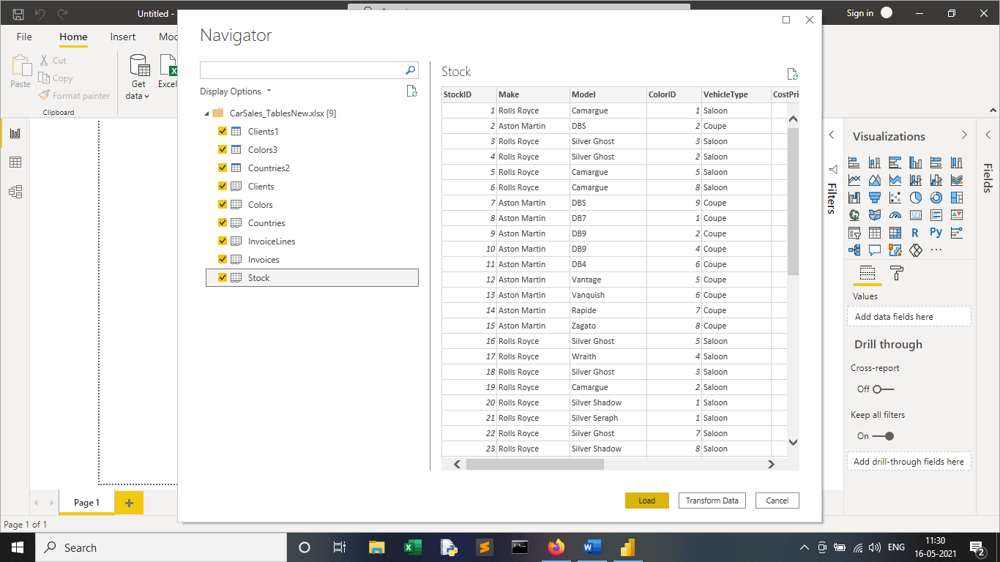 Untitled -
Sign in
File Home Insert Mod
Paste
Cut
Copy
Format painter
Clipboard
Get
data
Excel
Navigator
Display Options
CarSales_TablesNew.xlsx [9]
Clients1
Colors3
Countries2
Clients
Colors
Countries
InvoiceLines
Invoices
Stock
Stock
StockID Make Model ColorID VehicleType CostPri
1 Rolls Royce Camargue 1 Saloon
2 Aston Martin DBS 2 Coupe
3 Rolls Royce Silver Ghost 3 Saloon
4 Rolls Royce Silver Ghost 2 Saloon
5 Rolls Royce Camargue 5 Saloon
6 Rolls Royce Camargue 8 Saloon
7 Aston Martin DBS 9 Coupe
8 Aston Martin DB7 1 Coupe
9 Aston Martin DB9 2 Coupe
10 Aston Martin DB9 4 Coupe
11 Aston Martin DB4 6 Coupe
12 Aston Martin Vantage 5 Coupe
13 Aston Martin Vanquish 6 Coupe
14 Aston Martin Rapide 7 Coupe
15 Aston Martin Zagato 8 Coupe
16 Rolls Royce Silver Ghost 5 Saloon
17 Rolls Royce Wraith 4 Saloon
18 Rolls Royce Silver Ghost 3 Saloon
19 Rolls Royce Camargue 2 Saloon
20 Rolls Royce Silver Shadow 1 Saloon
21 Rolls Royce Silver Seraph 1 Saloon
22 Rolls Royce Silver Ghost 7 Saloon
23 Rolls Royce Silver Shadow 8 Saloon
Load Transform Data Cancel
Filters
Visualizations
123
R Py
Values
Add data fields here
Drill through
Cross-report
Off
Keep all filters
On
Add drill-through fields here
Fields
Page 1
Page 1 of 1
Search
ENG
11:30
16-05-2021
2